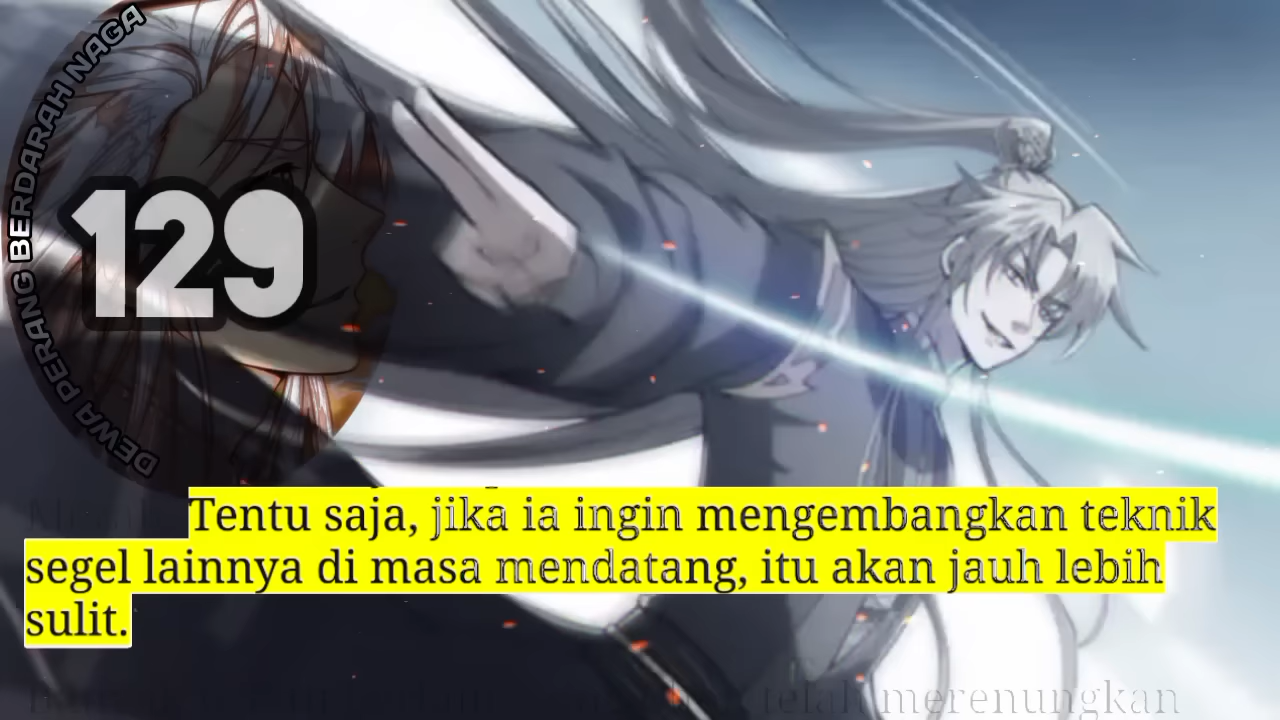 DEWA PERANG BERDARAH NAGA
129
Tentu saja, jika ia ingin mengembangkan teknik
segel lainnya di masa mendatang, itu akan jauh lebih
sulit.
telah merenungkan